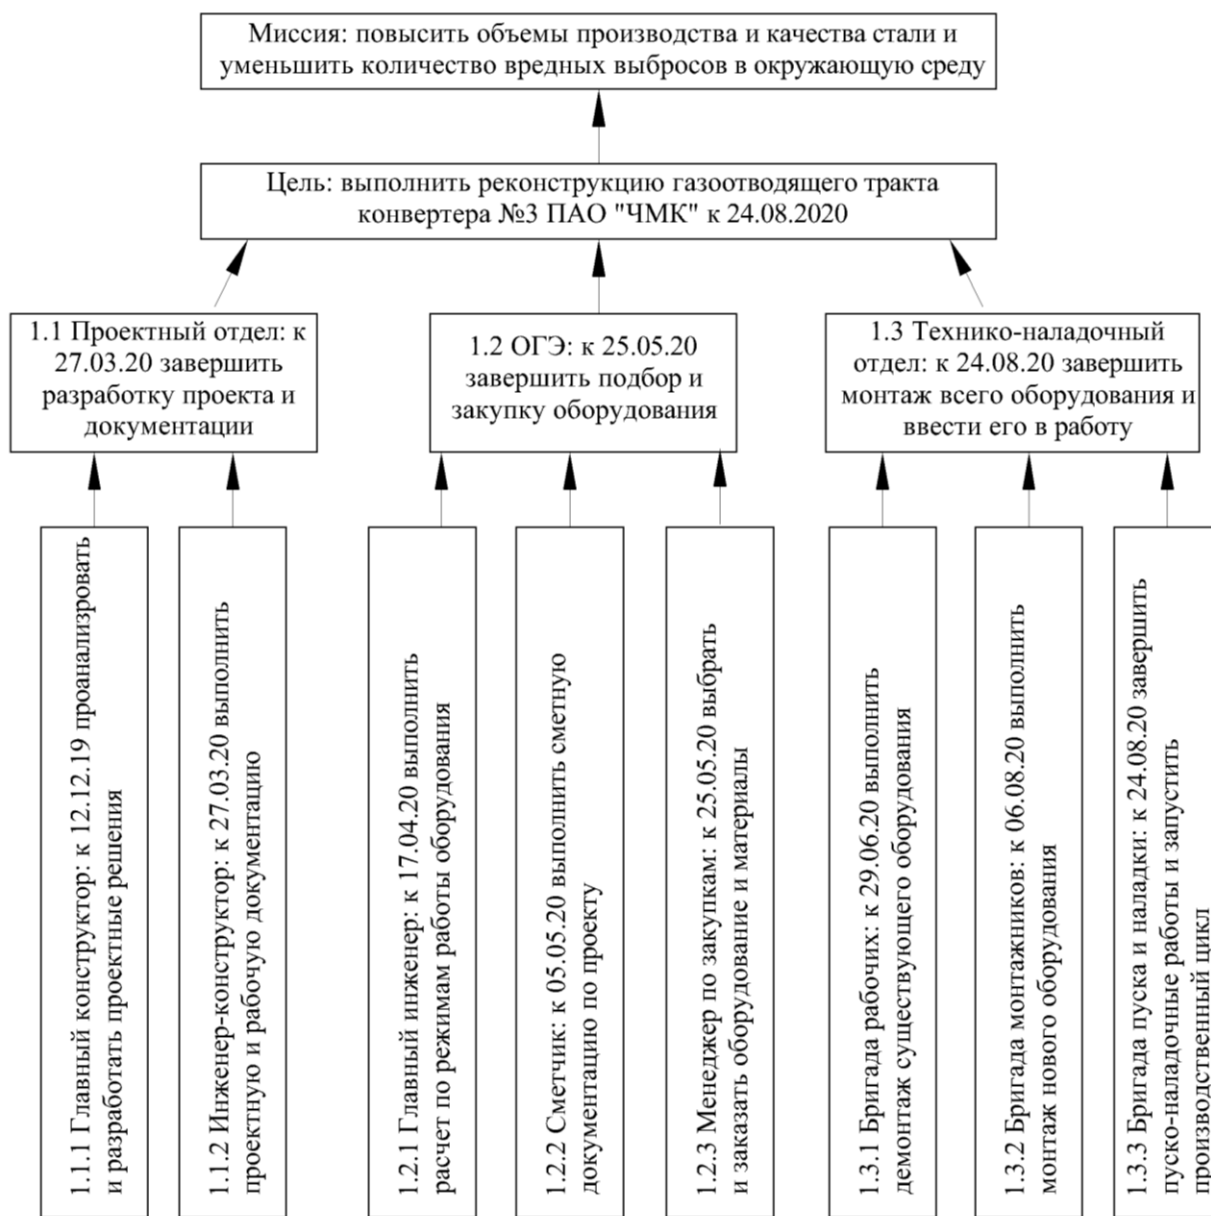 Миссия: повысить объемы производства и качества стали и
уменьшить количество вредных выбросов в окружающую среду
Цель: выполнить реконструкцию газоотводящего тракта
конвертера №3 ПАО "ЧМК" к 24.08.2020
1.1 Проектный отдел: к
27.03.20 завершить
разработку проекта и
документации
1.2 ОГЭ: к 25.05.20
завершить подбор и
закупку оборудования
1.3 Технико-наладочный
отдел: к 24.08.20 завершить
монтаж всего оборудования и
ввести его в работу
1.1.1 Главный конструктор: к 12.12.19 проанализировать
и разработать проектные решения
1.1.2 Инженер-конструктор: к 27.03.20 выполнить
проектную и рабочую документацию
1.2.1 Главный инженер: к 17.04.20 выполнить
расчет по режимам работы оборудования
1.2.2 Сметчик: к 05.05.20 выполнить сметную
документацию по проекту
1.2.3 Менеджер по закупкам: к 25.05.20 выбрать
и заказать оборудование и материалы
1.3.1 Бригада рабочих: к 29.06.20 выполнить
демонтаж существующего оборудования
1.3.2 Бригада монтажников: к 06.08.20 выполнить
монтаж нового оборудования
1.3.3 Бригада пуска и наладки: к 24.08.20 завершить
пуско-наладочные работы и запустить
производственный цикл